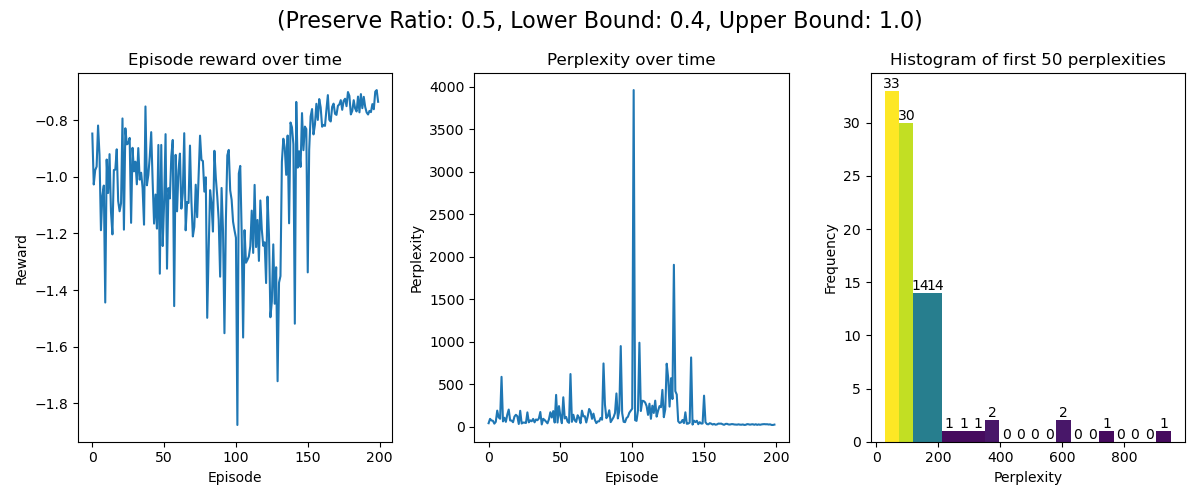 (Preserve Ratio: 0.5, Lower Bound: 0.4, Upper Bound: 1.0)
Episode reward over time
Reward
−0.8
−1.0
−1.2
−1.4
−1.6
−1.8
0 50 100 150 200
Episode
Perplexity over time
Perplexity
4000
3500
3000
2500
2000
1500
1000
500
0
0 50 100 150 200
Episode
Histogram of first 50 perplexities
Frequency
30
25
20
15
10
5
0
33
30
14 14
1 1 1 2 0 0 0 0 2 0 0 1 0 0 0 1
0 200 400 600 800
Perplexity